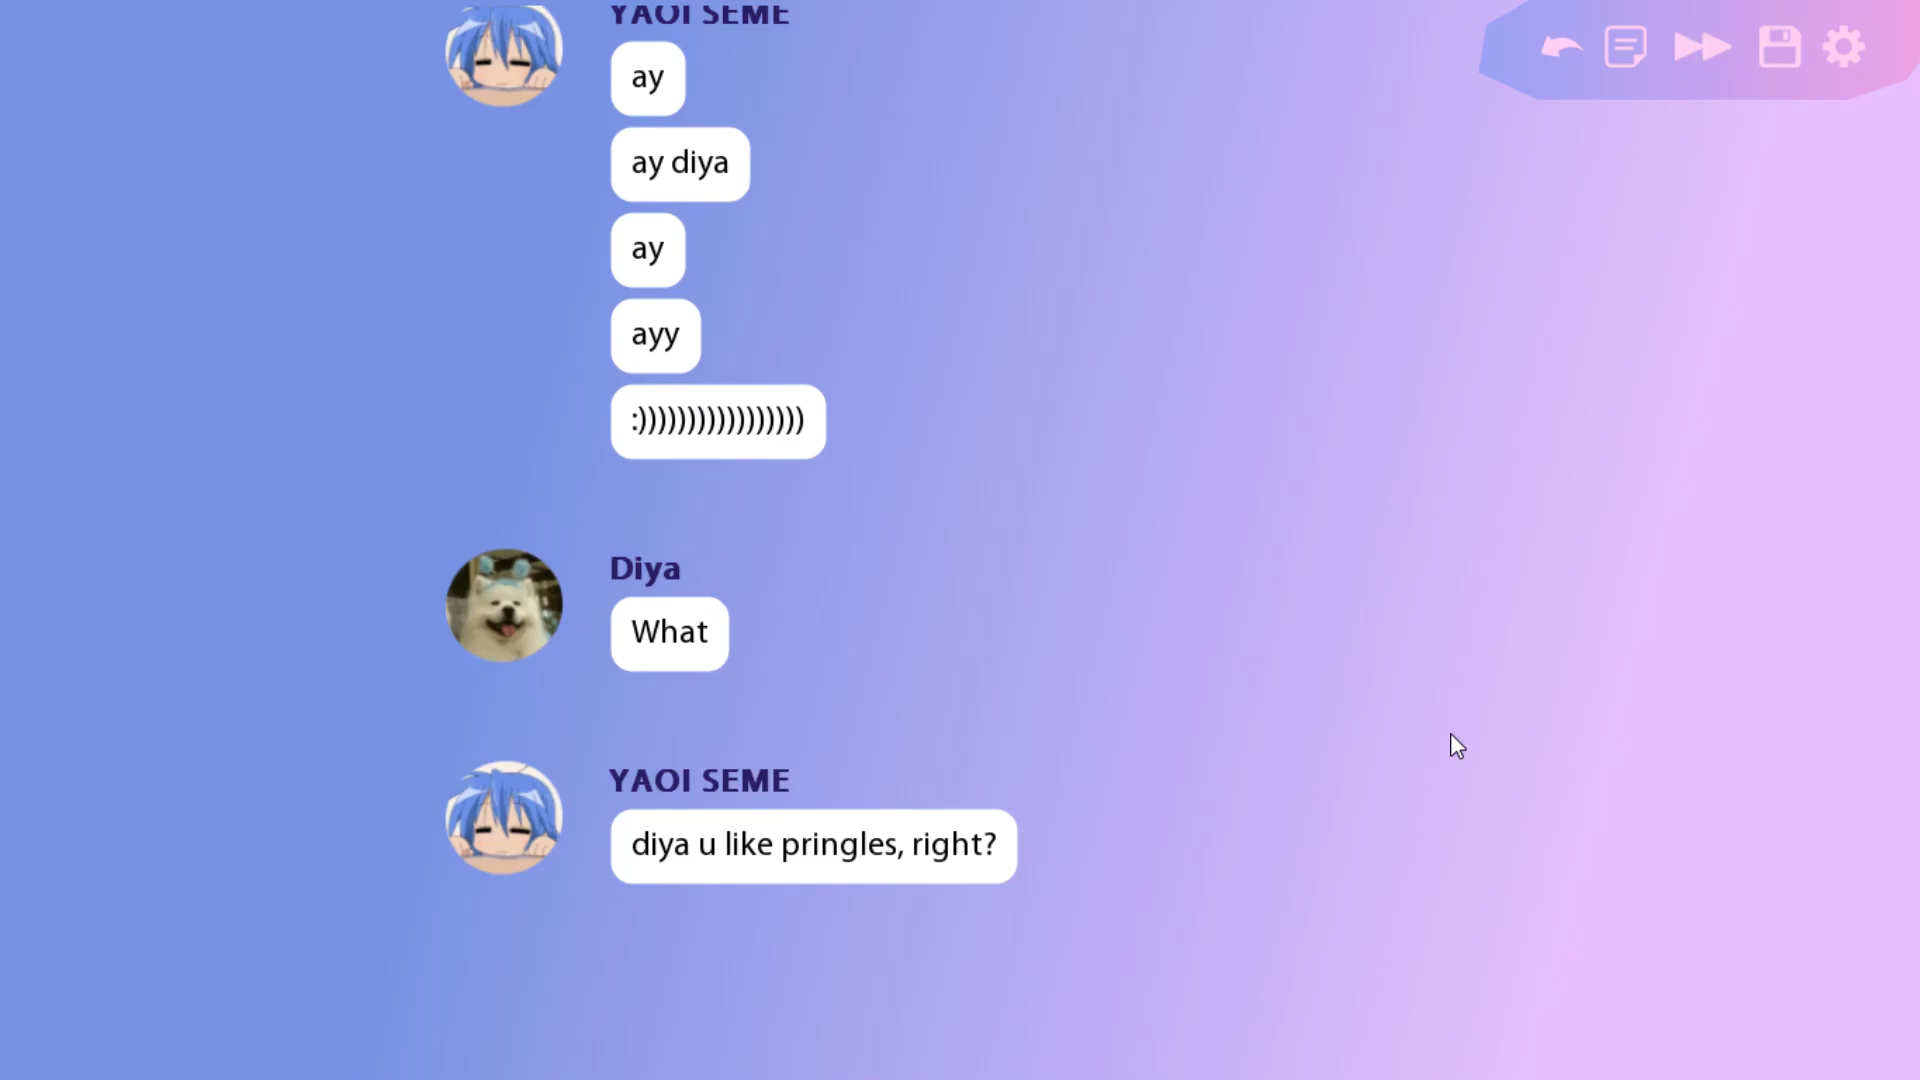 YAOI SEME
ay
ay diya
ay
ayy
:)))))))))))))))))
Diya
What
YAOI SEME
diya u like pringles, right?